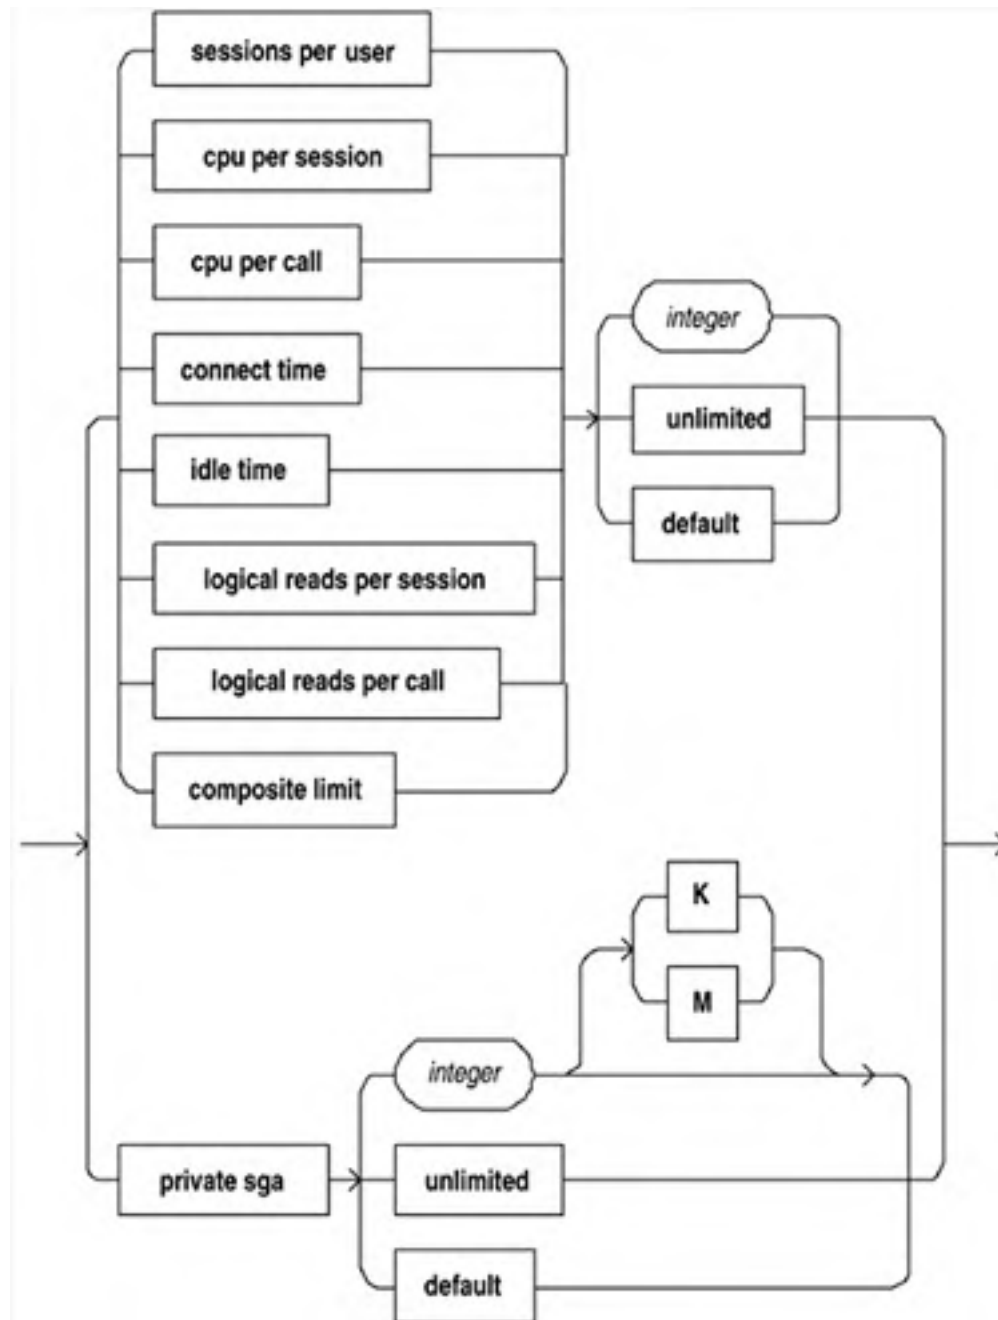 sessions per user
cpu per session
cpu per call
connect time
idle time
logical reads per session
logical reads per call
composite limit
integer
unlimited
default
K
M
integer
private sga
unlimited
default